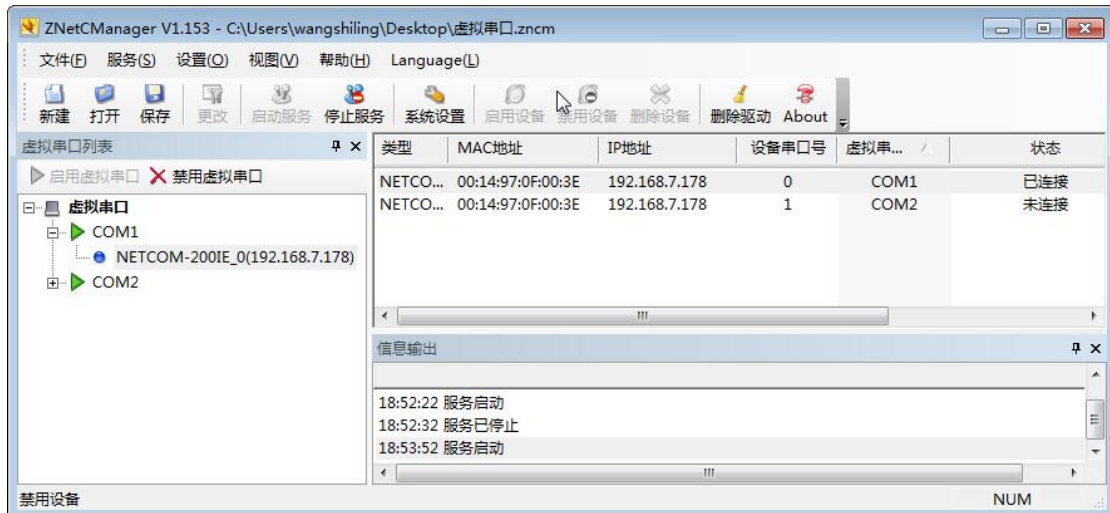 ZNetCManager V1.153 - C:\Users\wangshiling\Desktop\虚拟串口.zncm
文件(F) 服务(S) 设置(O) 视图(V) 帮助(H) Language(L)
新建 打开 保存 更改 启动服务 停止服务 系统设置 启用设备 禁用设备 删除设备 删除驱动 About
虚拟串口列表
启用虚拟串口 禁用虚拟串口
虚拟串口
COM1
NETCOM-200IE_0(192.168.7.178)
COM2
类型 MAC地址 IP地址 设备串口号 虚拟串... 状态
NETCO... 00:14:97:0F:00:3E 192.168.7.178 0 COM1 已连接
NETCO... 00:14:97:0F:00:3E 192.168.7.178 1 COM2 未连接
信息输出
18:52:22 服务启动
18:52:32 服务已停止
18:53:52 服务启动
禁用设备 NUM